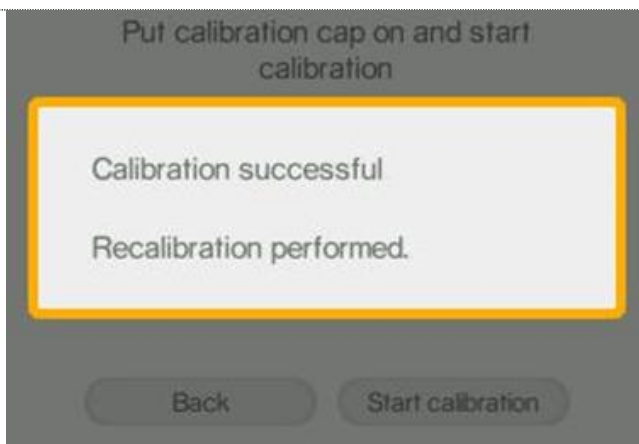 Put calibration cap on and start
calibration
Calibration successful
Recalibration performed.
Back
Start calibration